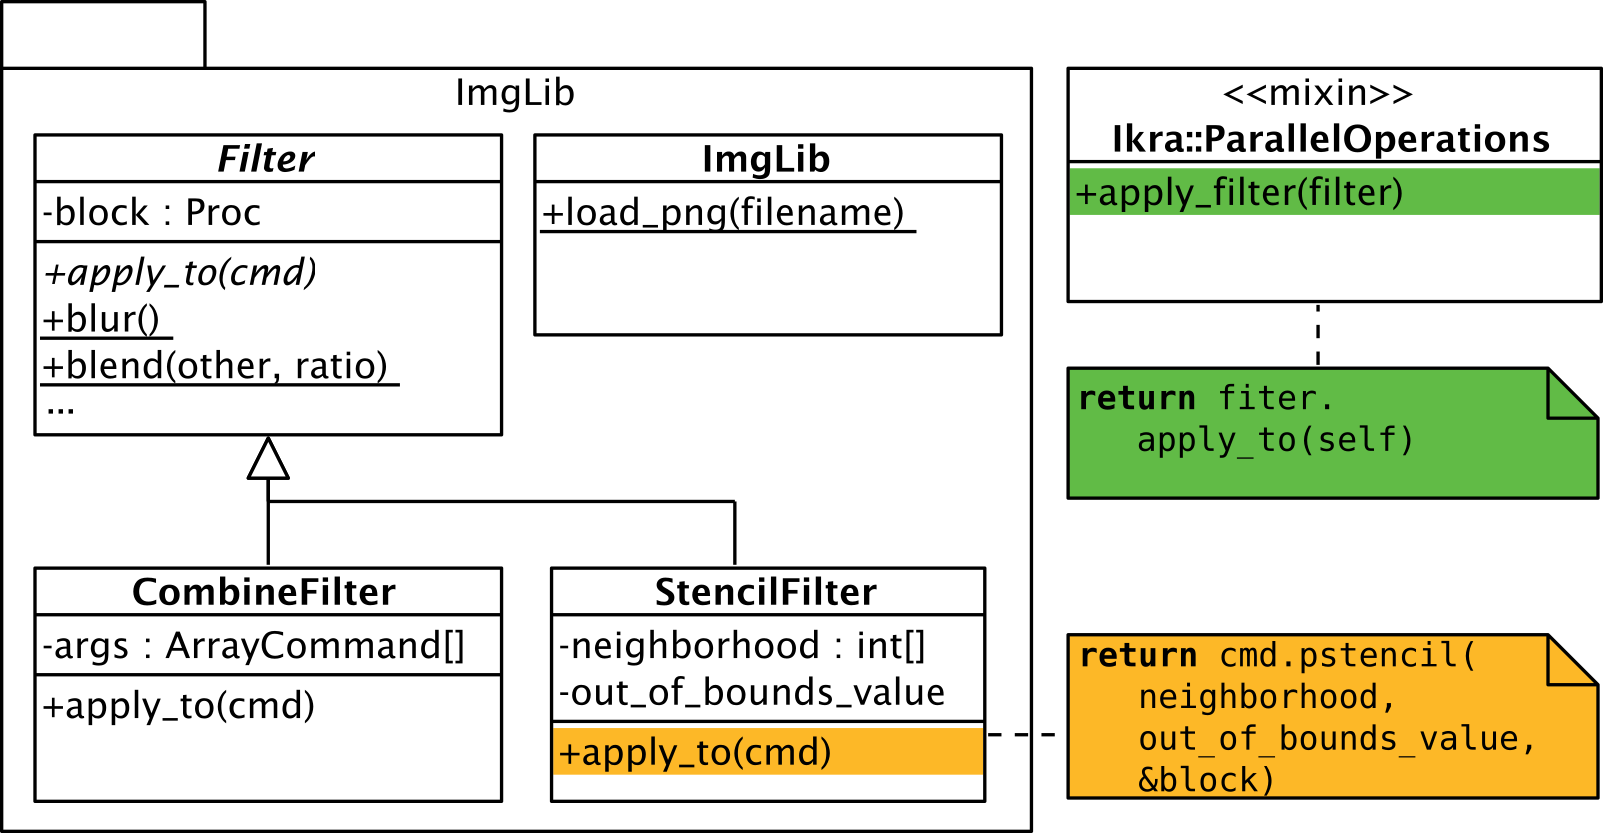 ImgLib
Filter
-block : Proc
+apply_to(cmd)
+blur()
+blend(other, ratio)
...
ImgLib
+load_png(filename)
CombineFilter
-args : ArrayCommand[]
+apply_to(cmd)
StencilFilter
-neighborhood : int[]
-out_of_bounds_value
+apply_to(cmd)
<<mixin>>
Ikra::ParallelOperations
+apply_filter(filter)
return fiter.
apply_to(self)
return cmd.pstencil(
neighborhood,
out_of_bounds_value,
&block)